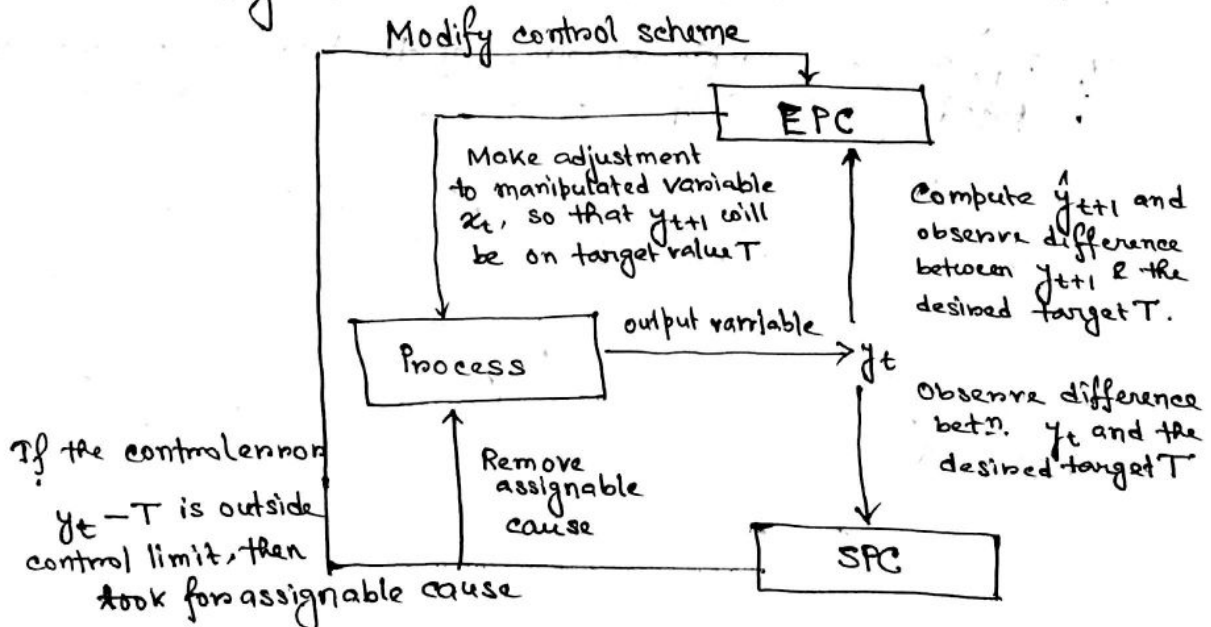 Modify control scheme
EPC
Make adjustment
to manipulated variable
xₜ, so that yₜ₊₁ will
be on target value T
Compute ŷₜ₊₁ and
observe difference
between yₜ₊₁ & the
desired target T.
Process
output variable
yₜ
Observe difference
betⁿ. yₜ and the
desired target T
If the control error
yₜ - T is outside
control limit, then
look for assignable cause
Remove
assignable
cause
SPC